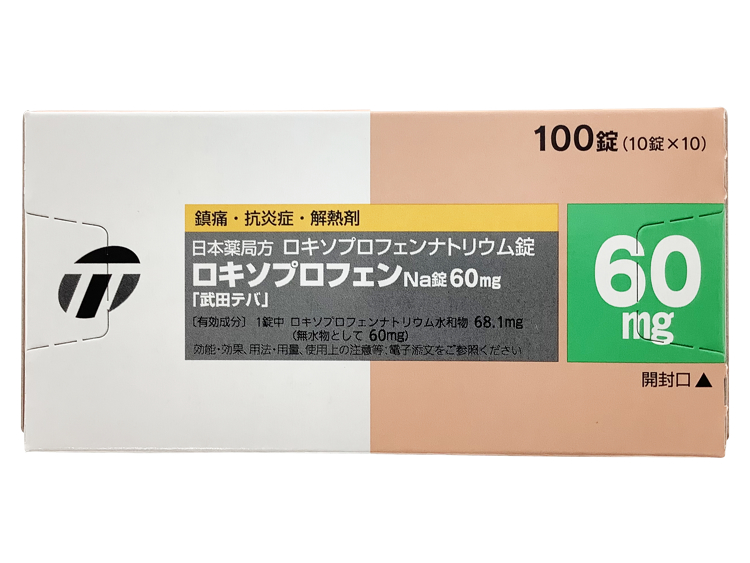 100錠(10錠×10)
鎮痛・抗炎症・解熱剤
日本薬局方 ロキソプロフェンナトリウム錠
ロキソプロフェンNa錠60mg
「武田テバ」
［有効成分］ 1錠中 ロキソプロフェンナトリウム水和物 68.1mg
(無水物として 60mg)
効能・効果、用法・用量、使用上の注意等：電子添文をご参照ください
60
mg
開封口▲